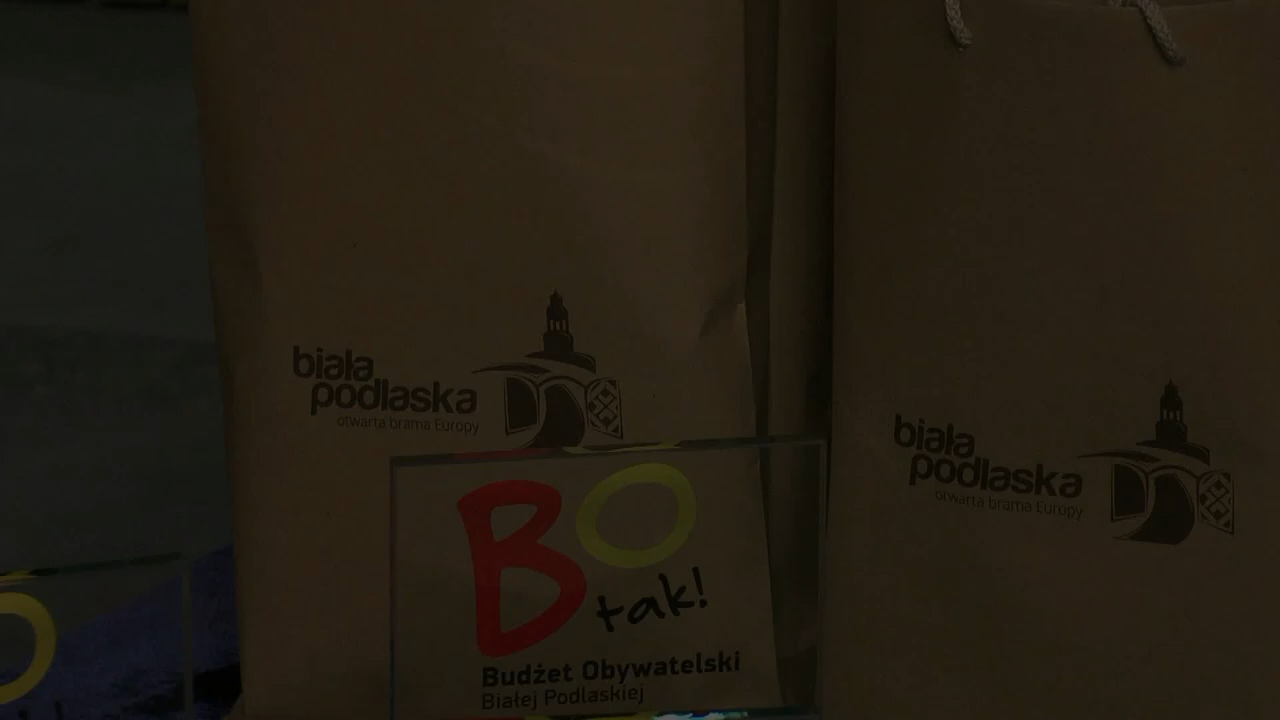 biała
podlaska
otwarta brama Europy
biała
podlaska
otwarta brama Europy
BO
tak!
Budżet Obywatelski
Białej Podlaskiej